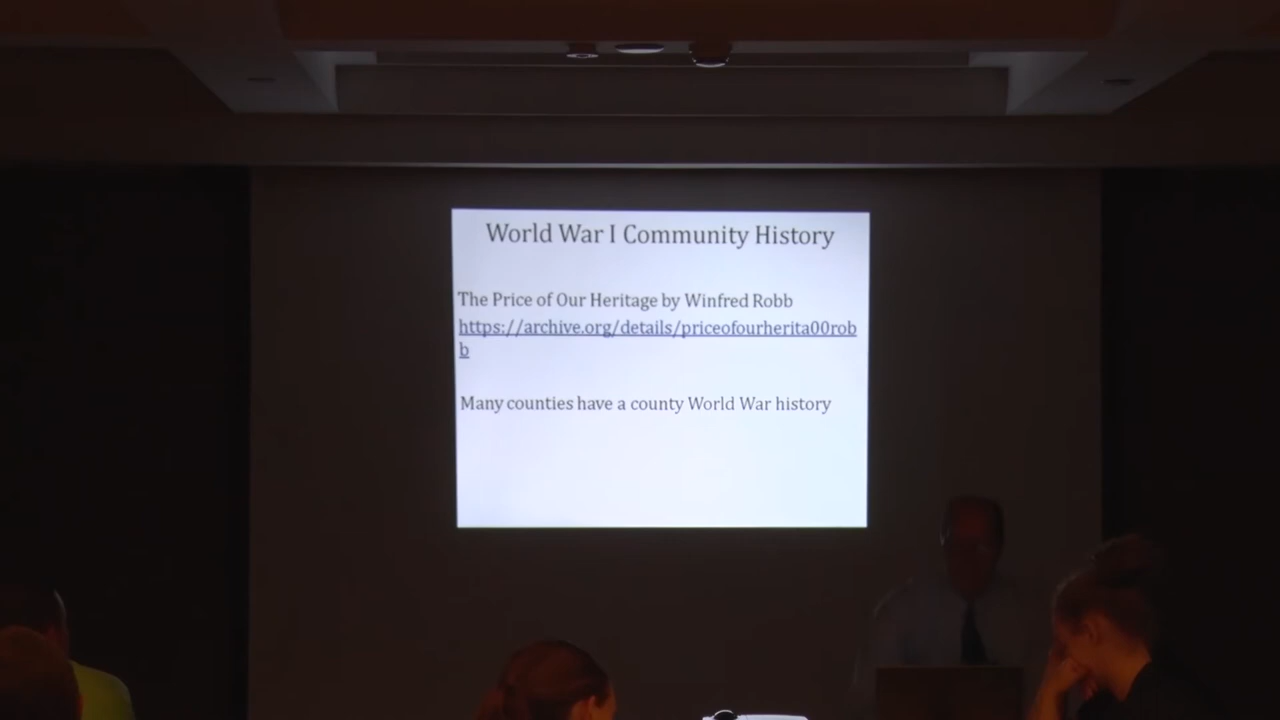 World War I Community History
The Price of Our Heritage by Winfred Robb
https://archive.org/details/priceofourherita00rob
b
Many counties have a county World War history